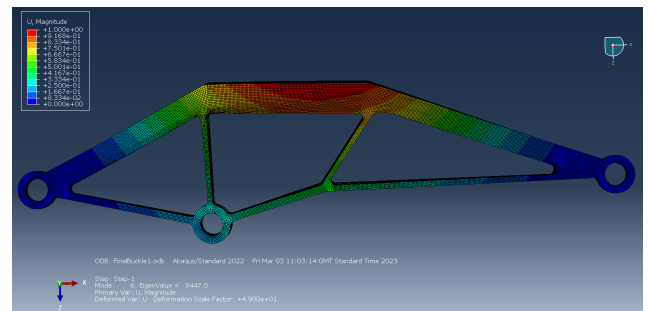 U, Magnitude
+1.000e+00
+9.168e-01
+8.334e-01
+7.501e-01
+6.667e-01
+5.834e-01
+5.001e-01
+4.167e-01
+3.334e-01
+2.500e-01
+1.667e-01
+8.334e-02
+0.000e+00
X
Z
ODB: FinalBuckle1.odb Abaqus/Standard 2022 Fri Mar 03 11:03:14 GMT Standard Time 2023
Step: Step-1
Mode 6: EigenValue = 8447.0
Primary Var: U, Magnitude
Deformed Var: U Deformation Scale Factor: +4.900e+01
Y X
Z